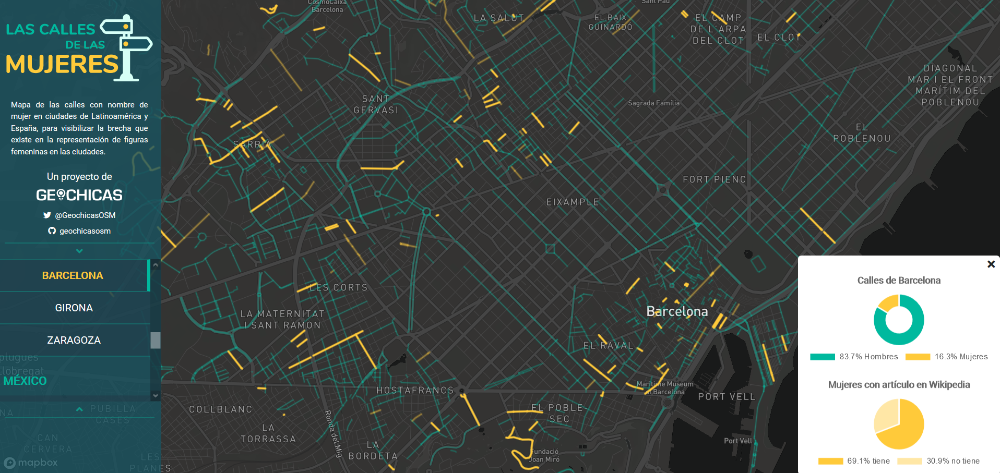 LAS CALLES
DE LAS
MUJERES
Mapa de las calles con nombre de
mujer en ciudades de Latinoamérica y
España, para visibilizar la brecha que
existe en la representación de figuras
femeninas en las ciudades.
Un proyecto de
GEOCHICAS
@GeochicasOSM
geochicasosm
BARCELONA
GIRONA
ZARAGOZA
plugues
Llobregat
MÉXICO
NA
PUBILLA
CASES
CAN
CERVERA
LES
PLANES
mapbox
CosmoCaixa
Barcelona
LA SALUT
EL BAIX
GUINARDÓ
Sant Pau
EL CAMP
DE L'ARPA
DEL CLOT
EL CLOT
DIAGONAL
MAR I EL FRONT
MARÍTIM DEL
POBLENOU
SANT
GERVASI
Sagrada Família
EL
POBLENOU
SARRIÀ
FORT PIENC
EIXAMPLE
LES CORTS
LA MATERNITAT
I SANT RAMON
Barcelona
EL RAVAL
HOSTAFRANCS
Maritime Museum
of Barcelona
PORT VELL
COLLBLANC
EL POBLE-
SEC
LA
TORRASSA
Ronda del Mig
LA
BORDETA
Fundació
Joan Miró
Port Vell
Calles de Barcelona
83.7% Hombres
16.3% Mujeres
Mujeres con artículo en Wikipedia
69.1% tiene
30.9% no tiene